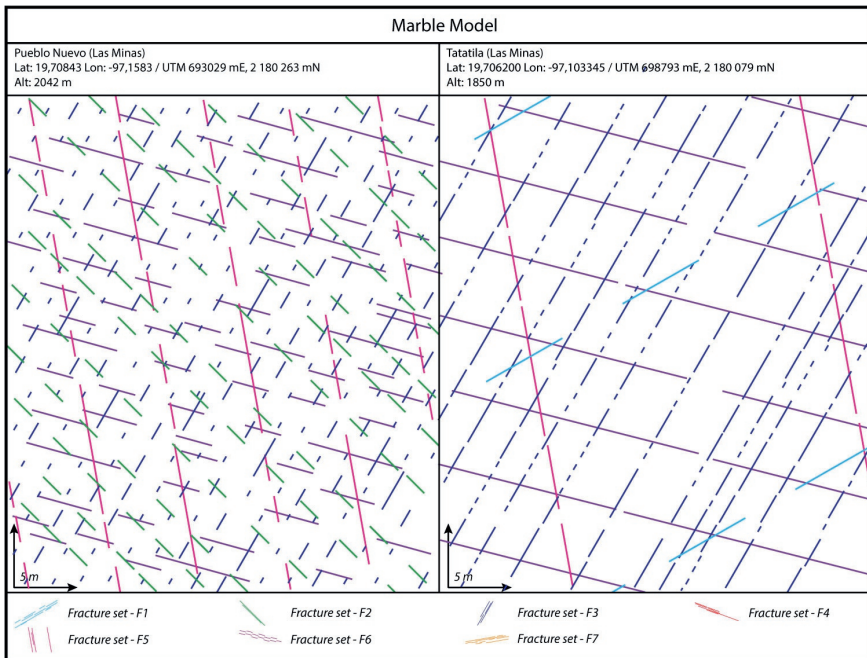 Marble Model
Pueblo Nuevo (Las Minas)
Lat: 19,70843 Lon: -97,1583 / UTM 693029 mE, 2 180 263 mN
Alt: 2042 m
Tatatila (Las Minas)
Lat: 19,706200 Lon: -97,103345 / UTM 698793 mE, 2 180 079 mN
Alt: 1850 m
5 m
5 m
Fracture set - F1
Fracture set - F2
Fracture set - F3
Fracture set - F4
Fracture set - F5
Fracture set - F6
Fracture set - F7